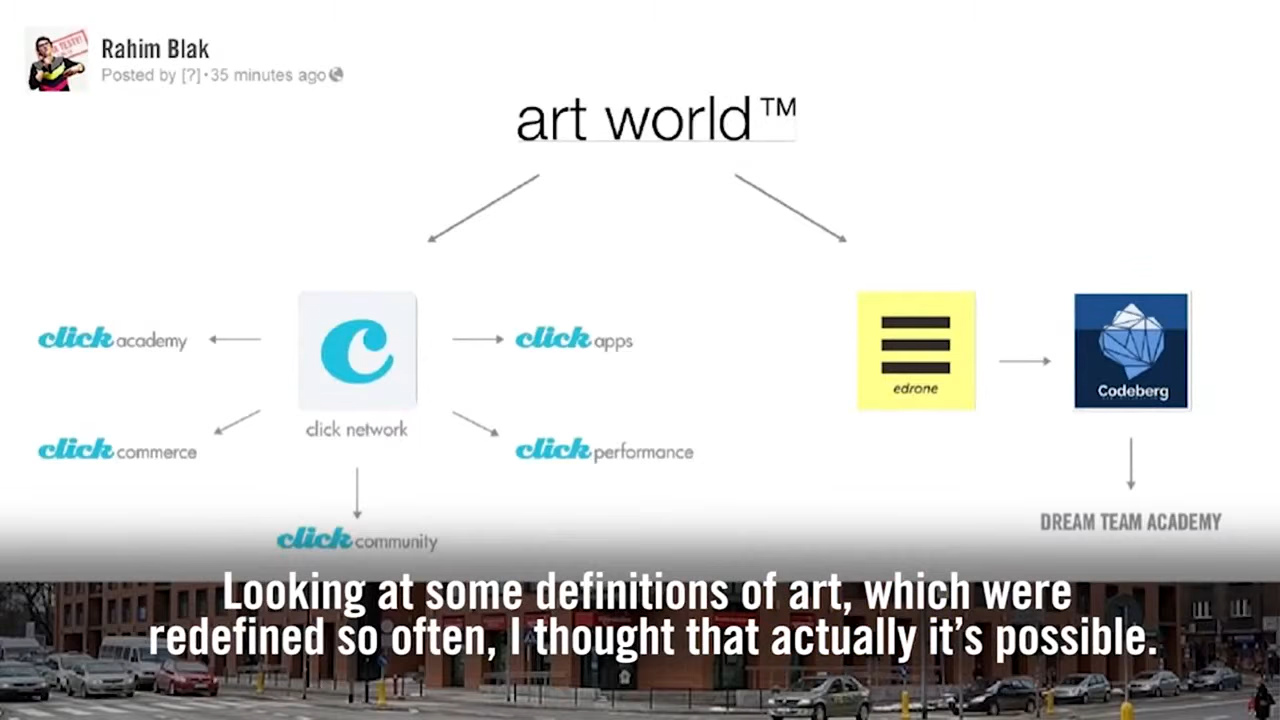 Rahim Blak
Posted by [?] · 35 minutes ago
art world™
click academy
click apps
click network
click commerce
click performance
click community
edrone
Codeberg
DREAM TEAM ACADEMY
Looking at some definitions of art, which were
redefined so often, I thought that actually it's possible.